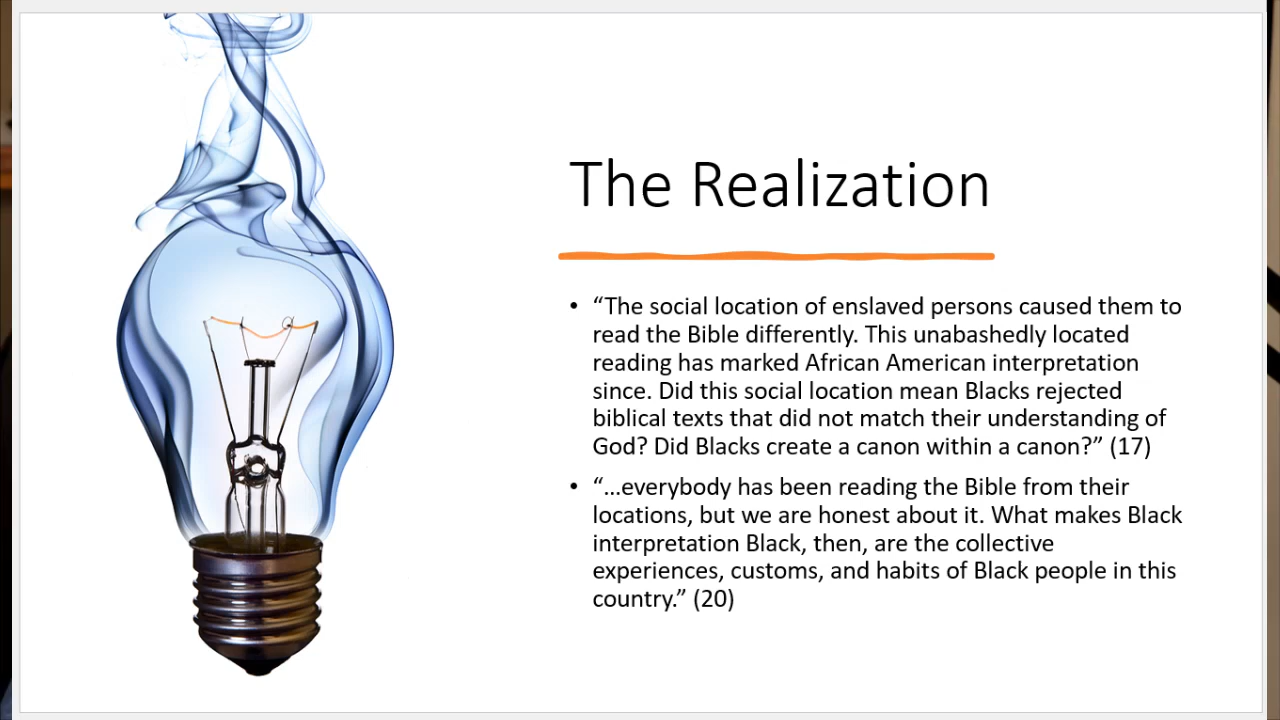 The Realization
• “The social location of enslaved persons caused them to
read the Bible differently. This unabashedly located
reading has marked African American interpretation
since. Did this social location mean Blacks rejected
biblical texts that did not match their understanding of
God? Did Blacks create a canon within a canon?” (17)
• “…everybody has been reading the Bible from their
locations, but we are honest about it. What makes Black
interpretation Black, then, are the collective
experiences, customs, and habits of Black people in this
country.” (20)